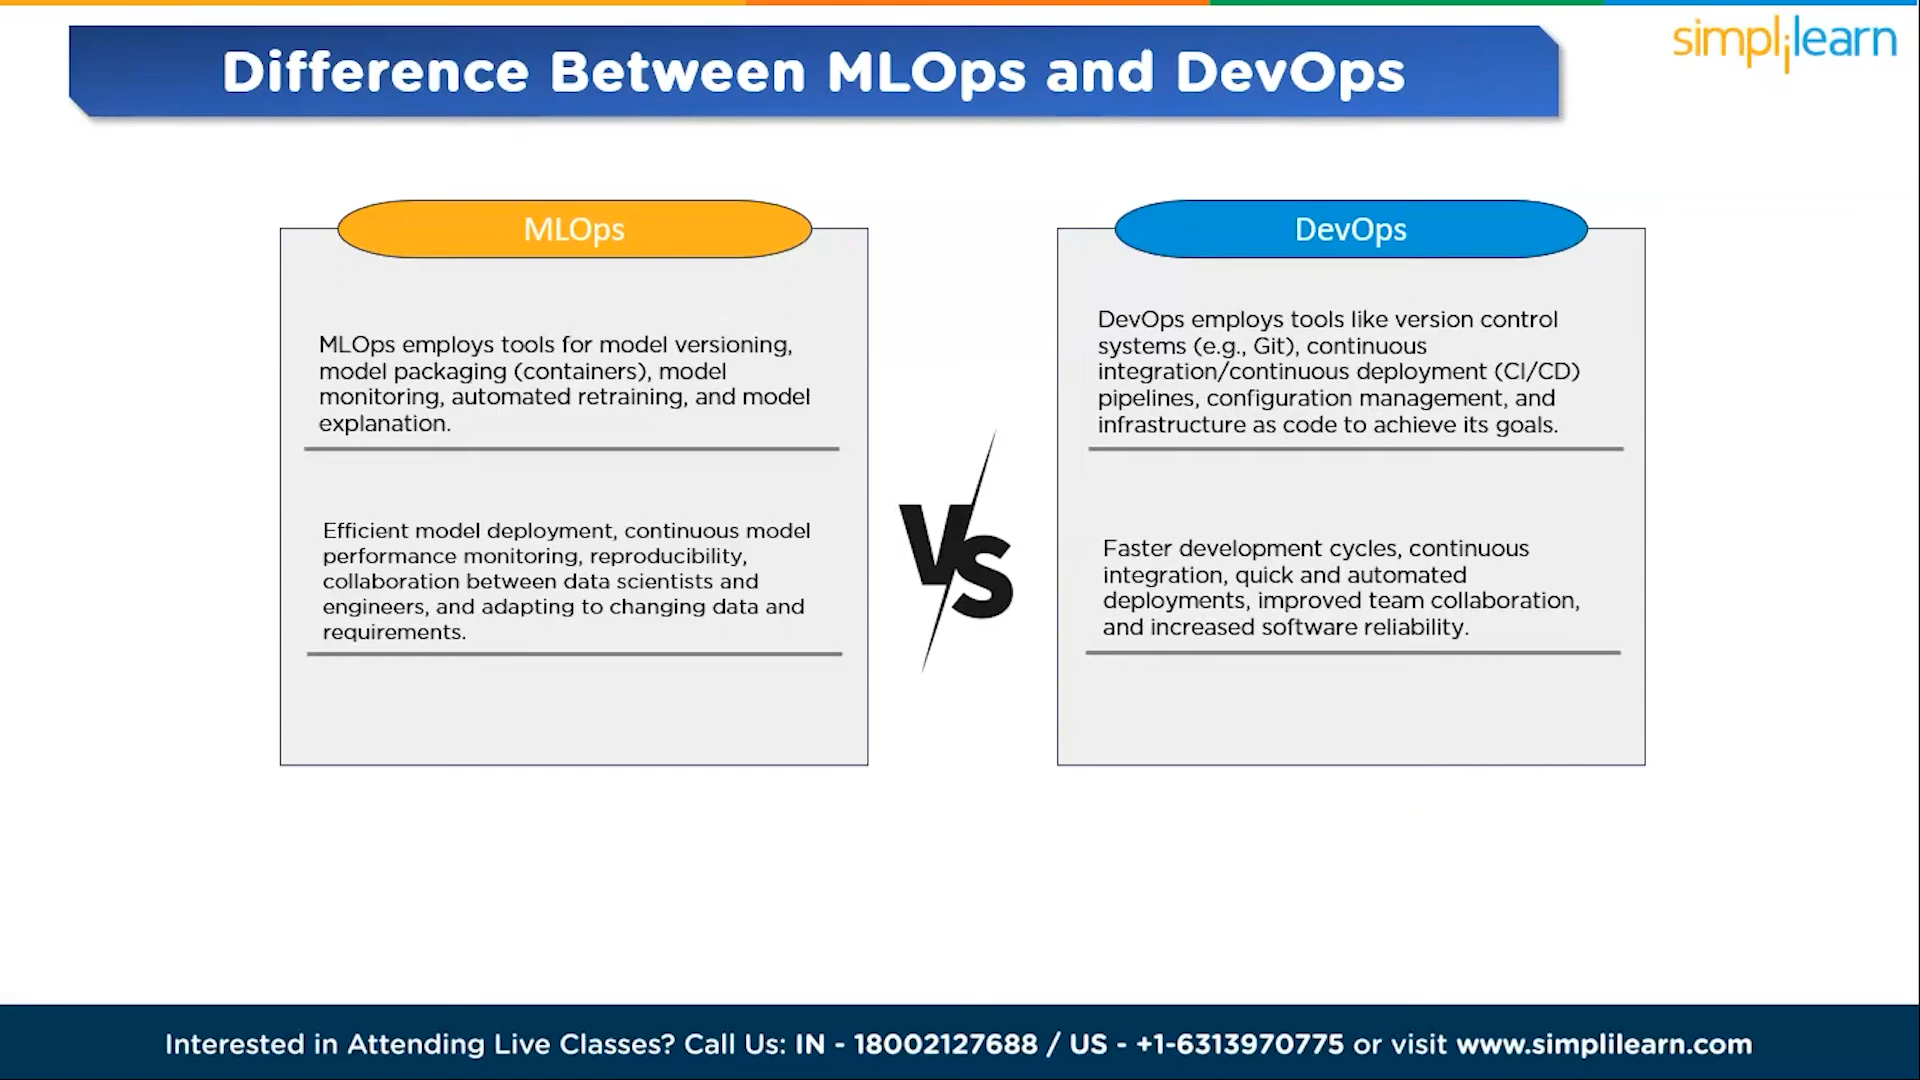 Difference Between MLOps and DevOps
simplilearn
MLOps
MLOps employs tools for model versioning,
model packaging (containers), model
monitoring, automated retraining, and model
explanation.
Efficient model deployment, continuous model
performance monitoring, reproducibility,
collaboration between data scientists and
engineers, and adapting to changing data and
requirements.
VS
DevOps
DevOps employs tools like version control
systems (e.g., Git), continuous
integration/continuous deployment (CI/CD)
pipelines, configuration management, and
infrastructure as code to achieve its goals.
Faster development cycles, continuous
integration, quick and automated
deployments, improved team collaboration,
and increased software reliability.
Interested in Attending Live Classes? Call Us: IN - 18002127688 / US - +1-6313970775 or visit www.simplilearn.com